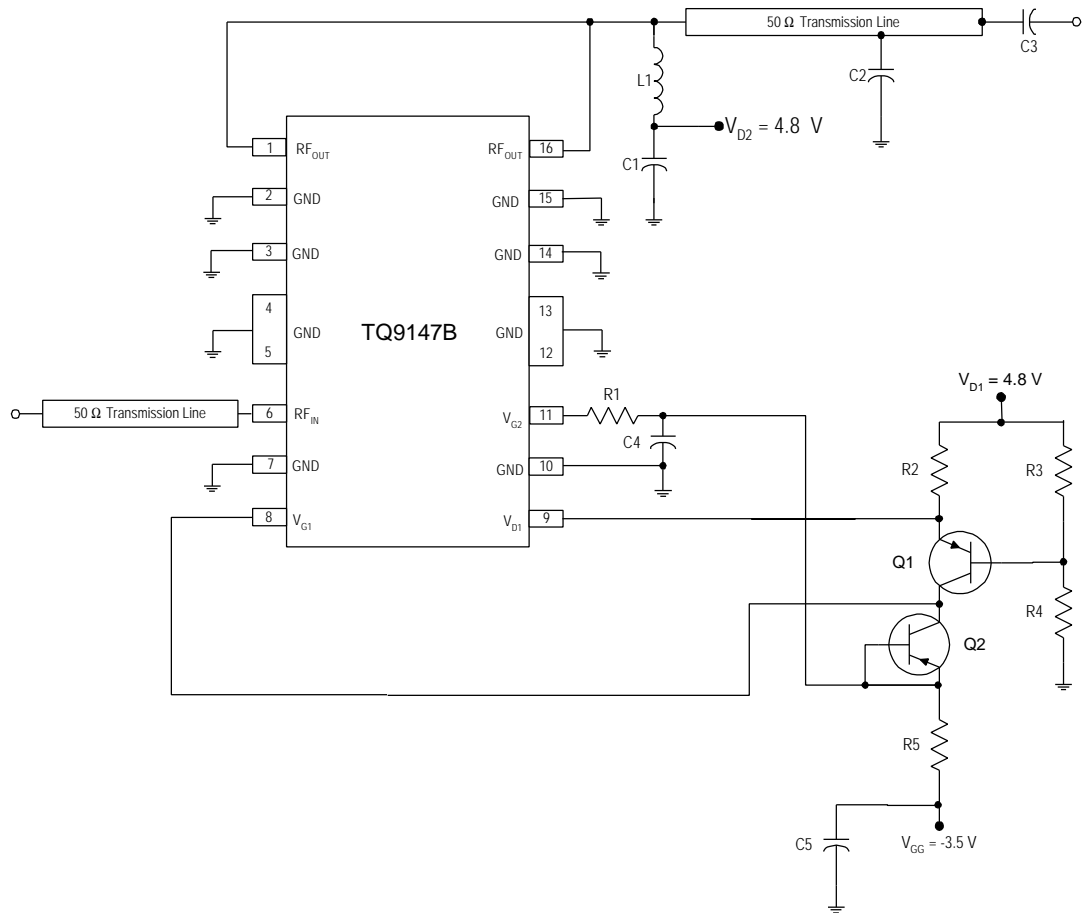 50 Ω Transmission Line
C3
C2
L1
V_D2 = 4.8 V
C1
1 RF_OUT
RF_OUT 16
2 GND
GND 15
3 GND
GND 14
4
5
GND
13
12
GND
TQ9147B
50 Ω Transmission Line
6 RF_IN
V_G2 11
R1
C4
7 GND
GND 10
8 V_G1
V_D1 9
V_D1 = 4.8 V
R2
R3
Q1
R4
Q2
R5
C5
V_GG = -3.5 V